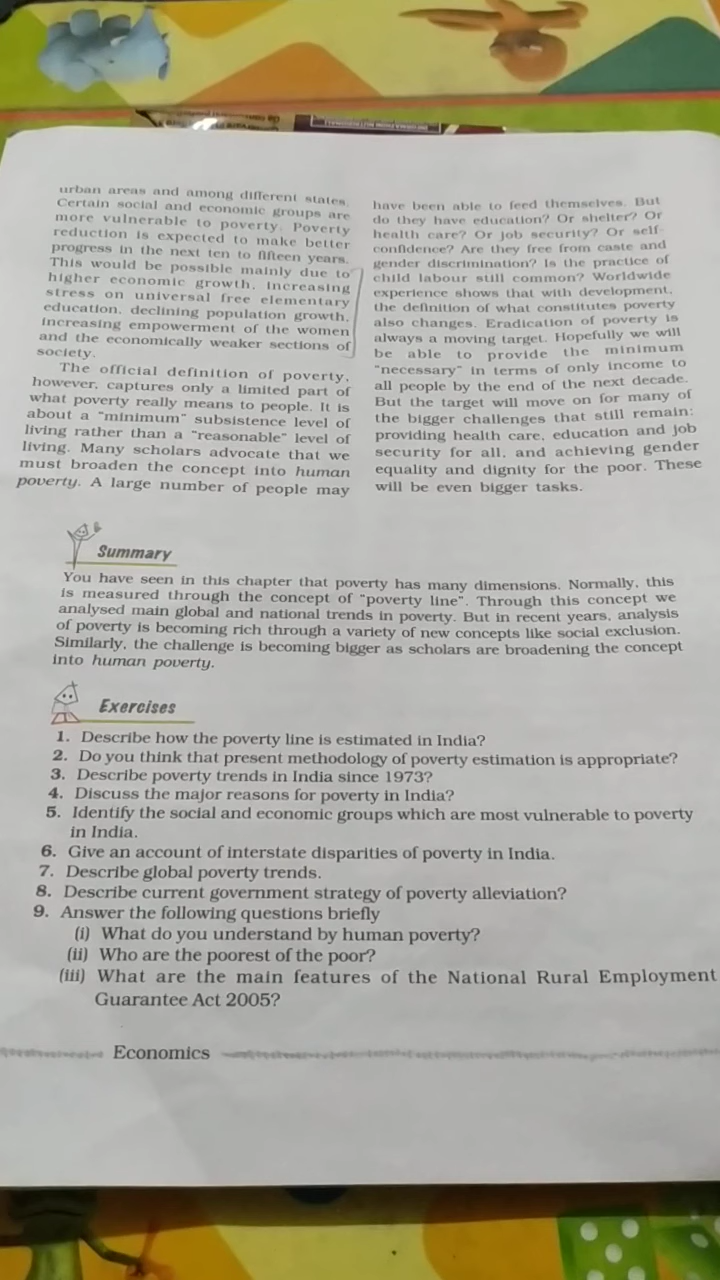 urban areas and among different states.
Certain social and economic groups are
more vulnerable to poverty. Poverty
reduction is expected to make better
progress in the next ten to fifteen years.
This would be possible mainly due to
higher economic growth. Increasing
stress on universal free elementary
education, declining population growth,
increasing empowerment of the women
and the economically weaker sections of
society.
The official definition of poverty,
however, captures only a limited part of
what poverty really means to people. It is
about a "minimum" subsistence level of
living rather than a "reasonable" level of
living. Many scholars advocate that we
must broaden the concept into human
poverty. A large number of people may
have been able to feed themselves. But
do they have education? Or shelter? Or
health care? Or job security? Or self-
confidence? Are they free from caste and
gender discrimination? Is the practice of
child labour still common? Worldwide
experience shows that with development,
the definition of what constitutes poverty
also changes. Eradication of poverty is
always a moving target. Hopefully we will
be able to provide the minimum
"necessary" in terms of only income to
all people by the end of the next decade.
But the target will move on for many of
the bigger challenges that still remain:
providing health care, education and job
security for all, and achieving gender
equality and dignity for the poor. These
will be even bigger tasks.
Summary
You have seen in this chapter that poverty has many dimensions. Normally, this
is measured through the concept of "poverty line". Through this concept we
analysed main global and national trends in poverty. But in recent years, analysis
of poverty is becoming rich through a variety of new concepts like social exclusion.
Similarly, the challenge is becoming bigger as scholars are broadening the concept
into human poverty.
Exercises
1. Describe how the poverty line is estimated in India?
2. Do you think that present methodology of poverty estimation is appropriate?
3. Describe poverty trends in India since 1973?
4. Discuss the major reasons for poverty in India?
5. Identify the social and economic groups which are most vulnerable to poverty
in India.
6. Give an account of interstate disparities of poverty in India.
7. Describe global poverty trends.
8. Describe current government strategy of poverty alleviation?
9. Answer the following questions briefly
(i) What do you understand by human poverty?
(ii) Who are the poorest of the poor?
(iii) What are the main features of the National Rural Employment
Guarantee Act 2005?
Economics